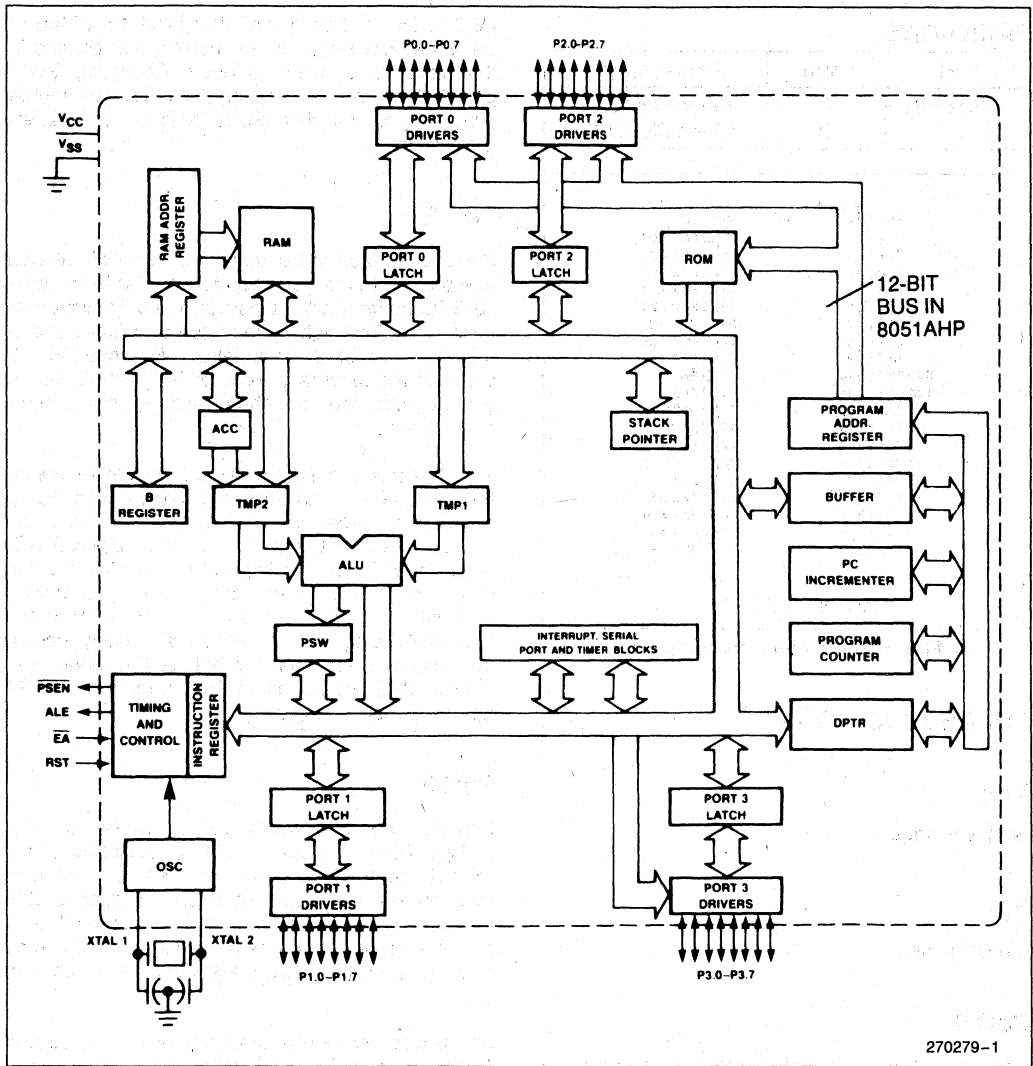 P0.0–P0.7
P2.0–P2.7
VCC
VSS
PORT 0
DRIVERS
PORT 2
DRIVERS
RAM ADDR.
REGISTER
RAM
PORT 0
LATCH
PORT 2
LATCH
ROM
12-BIT
BUS IN
8051AHP
ACC
STACK
POINTER
PROGRAM
ADDR.
REGISTER
B
REGISTER
TMP2
TMP1
BUFFER
ALU
PC
INCREMENTER
PSW
INTERRUPT. SERIAL
PORT AND TIMER BLOCKS
PROGRAM
COUNTER
PSEN
ALE
EA
RST
TIMING
AND
CONTROL
INSTRUCTION
REGISTER
DPTR
PORT 1
LATCH
PORT 3
LATCH
OSC
PORT 1
DRIVERS
PORT 3
DRIVERS
XTAL 1
XTAL 2
P1.0–P1.7
P3.0–P3.7
270279–1